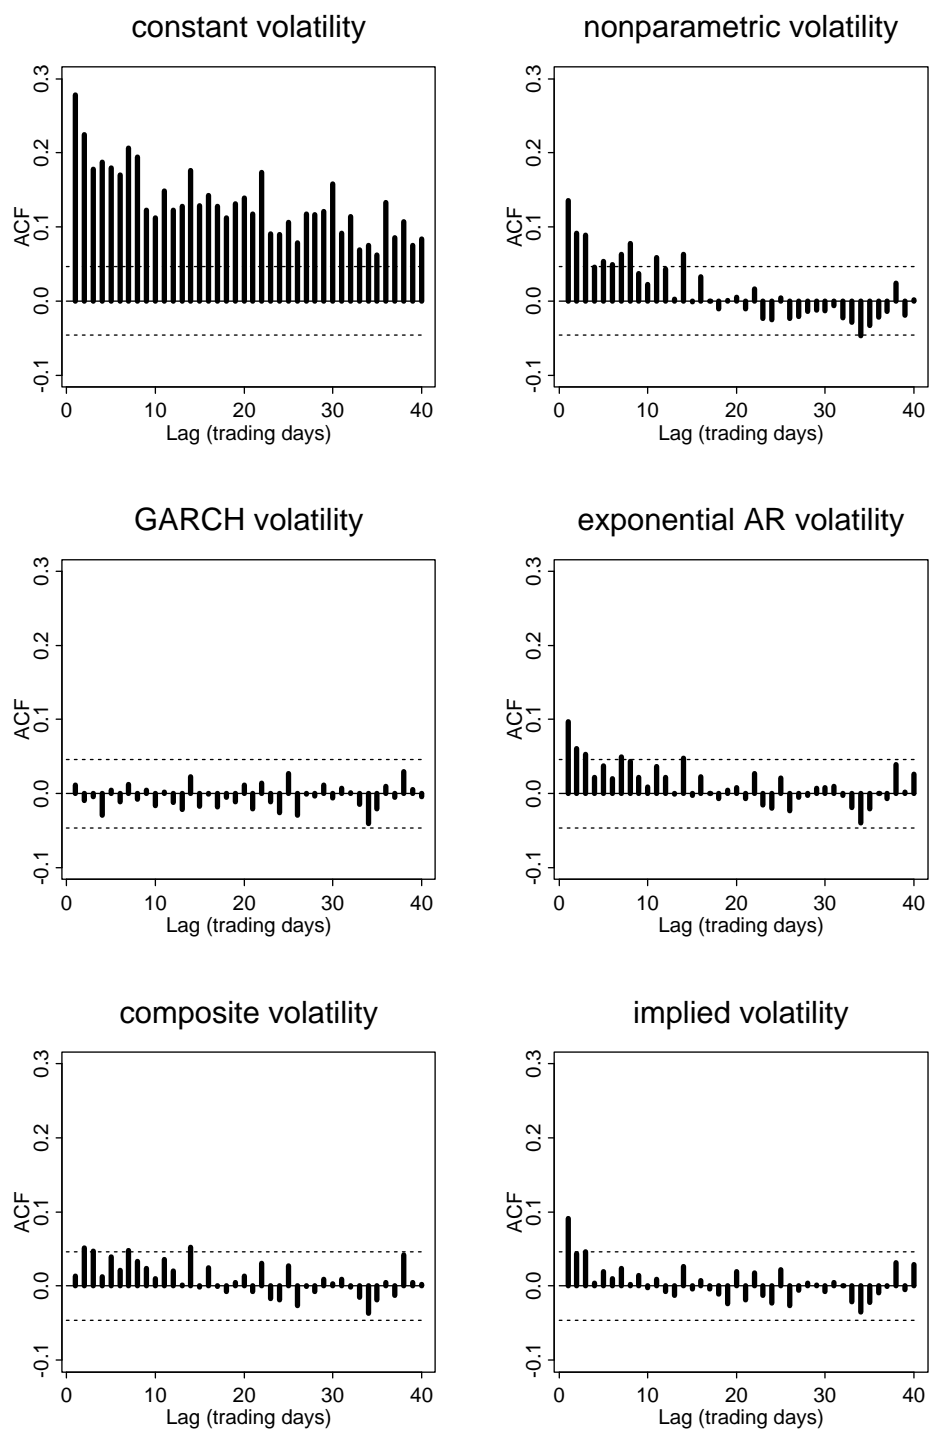 constant volatility
ACF
0.3
0.2
0.1
0.0
-0.1
0 10 20 30 40
Lag (trading days)
nonparametric volatility
ACF
0.3
0.2
0.1
0.0
-0.1
0 10 20 30 40
Lag (trading days)
GARCH volatility
ACF
0.3
0.2
0.1
0.0
-0.1
0 10 20 30 40
Lag (trading days)
exponential AR volatility
ACF
0.3
0.2
0.1
0.0
-0.1
0 10 20 30 40
Lag (trading days)
composite volatility
ACF
0.3
0.2
0.1
0.0
-0.1
0 10 20 30 40
Lag (trading days)
implied volatility
ACF
0.3
0.2
0.1
0.0
-0.1
0 10 20 30 40
Lag (trading days)